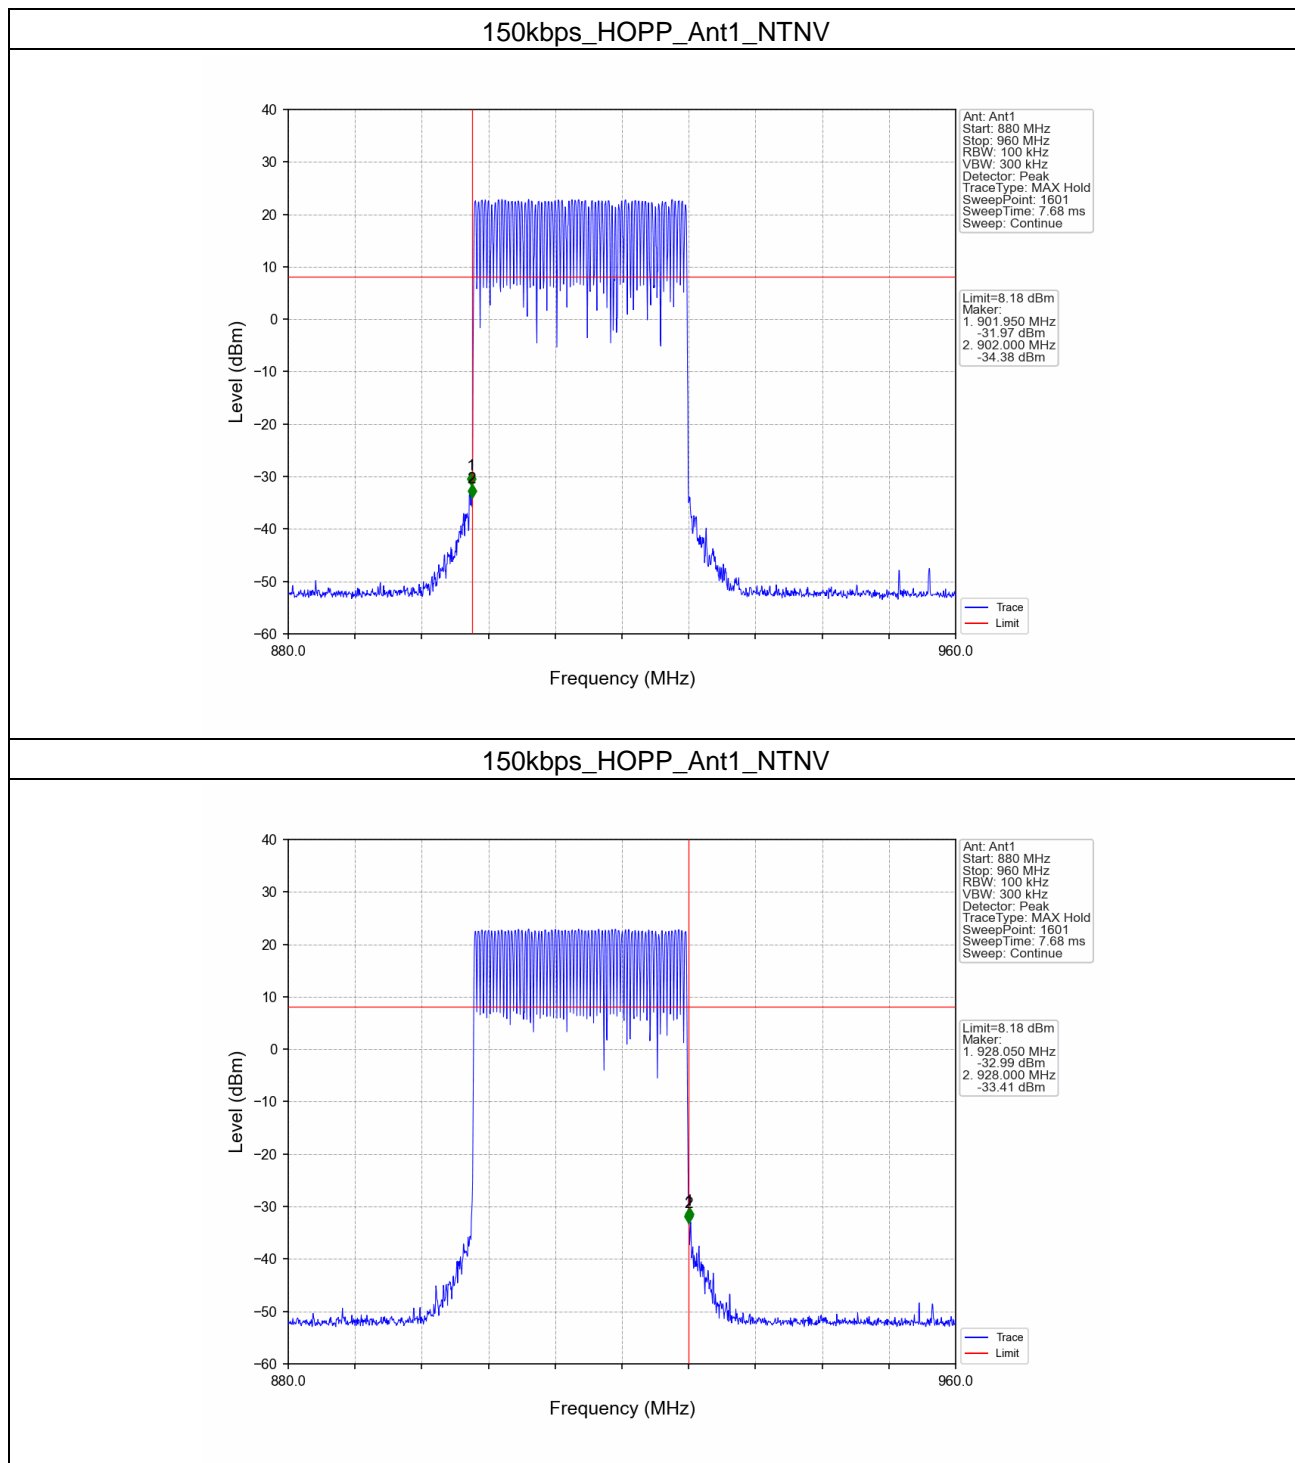 150kbps_HOPP_Ant1_NTNV
40
30
20
10
0
−10
−20
−30
−40
−50
−60
Level (dBm)
1
2
880.0
960.0
Frequency (MHz)
Ant: Ant1
Start: 880 MHz
Stop: 960 MHz
RBW: 100 kHz
VBW: 300 kHz
Detector: Peak
TraceType: MAX Hold
SweepPoint: 1601
SweepTime: 7.68 ms
Sweep: Continue
Limit=8.18 dBm
Maker:
1. 901.950 MHz
-31.97 dBm
2. 902.000 MHz
-34.38 dBm
Trace
Limit
150kbps_HOPP_Ant1_NTNV
40
30
20
10
0
−10
−20
−30
−40
−50
−60
Level (dBm)
1
2
880.0
960.0
Frequency (MHz)
Ant: Ant1
Start: 880 MHz
Stop: 960 MHz
RBW: 100 kHz
VBW: 300 kHz
Detector: Peak
TraceType: MAX Hold
SweepPoint: 1601
SweepTime: 7.68 ms
Sweep: Continue
Limit=8.18 dBm
Maker:
1. 928.050 MHz
-32.99 dBm
2. 928.000 MHz
-33.41 dBm
Trace
Limit